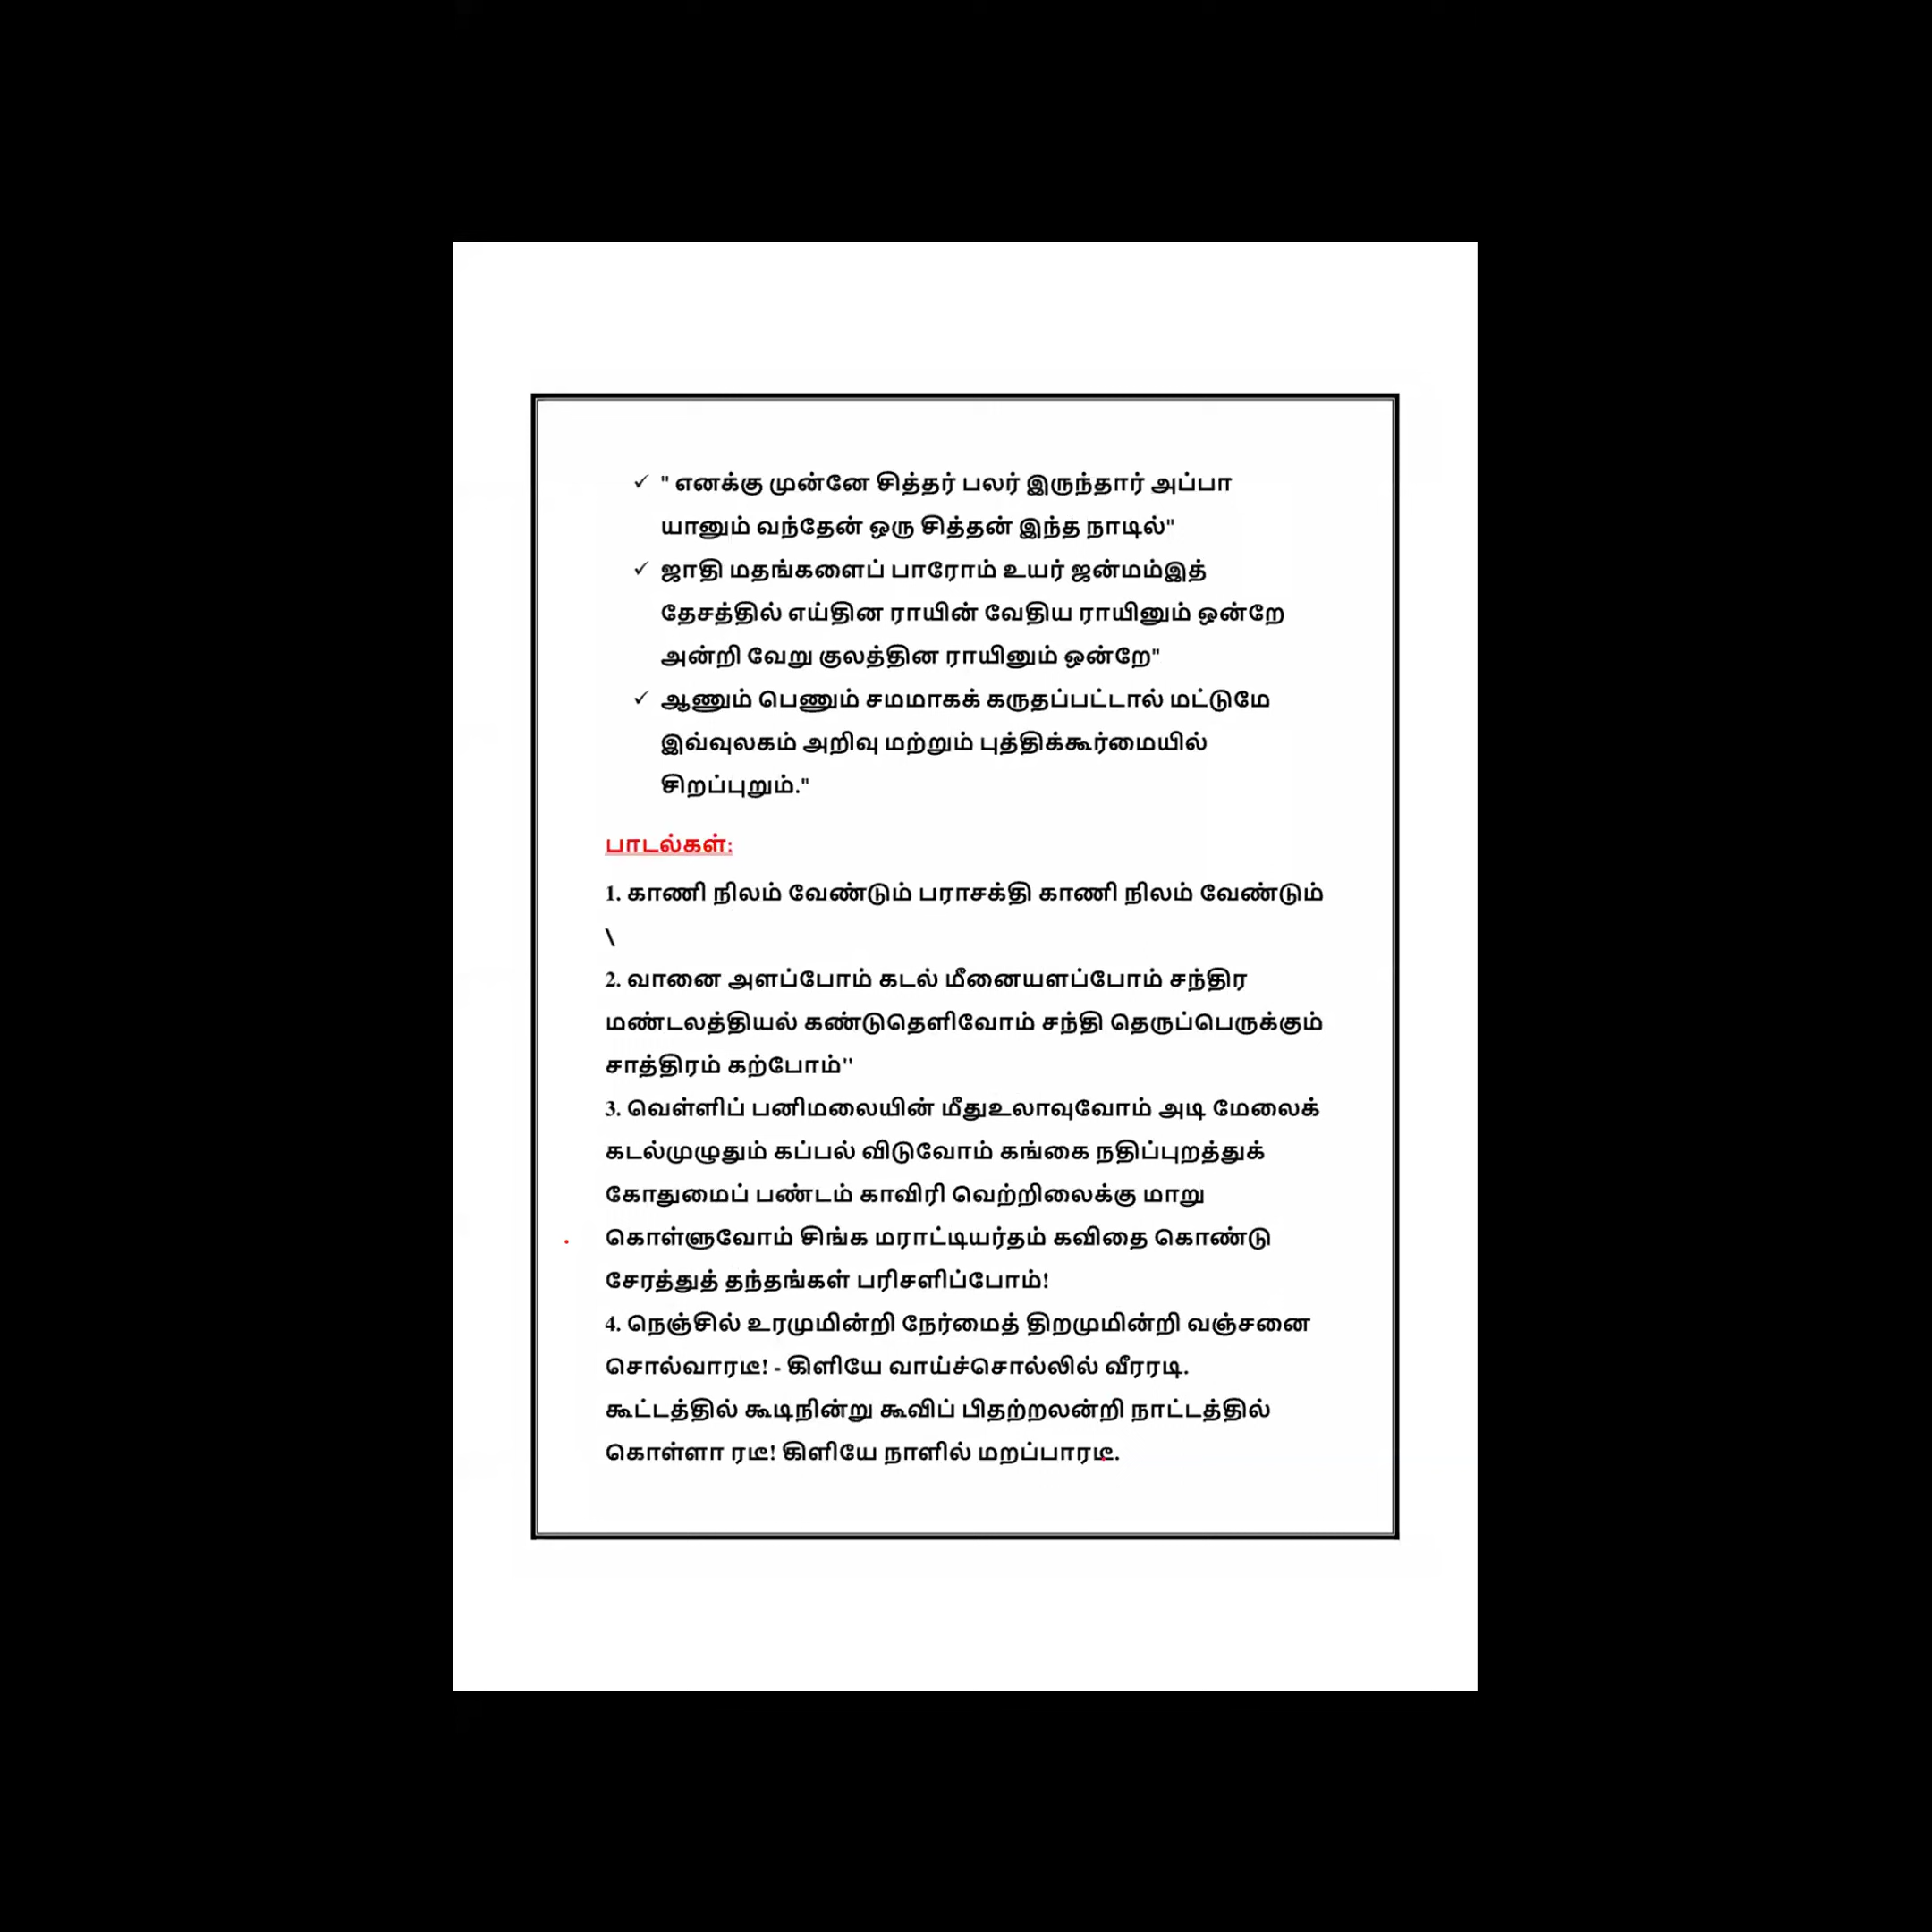 ✓ " எனக்கு முன்னே சித்தர் பலர் இருந்தார் அப்பா
யானும் வந்தேன் ஒரு சித்தன் இந்த நாடில்"
✓ ஜாதி மதங்களைப் பாரோம் உயர் ஜன்மம்இத்
தேசத்தில் எய்தின ராயின் வேதிய ராயினும் ஒன்றே
அன்றி வேறு குலத்தின ராயினும் ஒன்றே"
✓ ஆணும் பெணும் சமமாகக் கருதப்பட்டால் மட்டுமே
இவ்வுலகம் அறிவு மற்றும் புத்திக்கூர்மையில்
சிறப்புறும்."
பாடல்கள்:
1. காணி நிலம் வேண்டும் பராசக்தி காணி நிலம் வேண்டும்
\
2. வானை அளப்போம் கடல் மீனையளப்போம் சந்திர
மண்டலத்தியல் கண்டுதெளிவோம் சந்தி தெருப்பெருக்கும்
சாத்திரம் கற்போம்"
3. வெள்ளிப் பனிமலையின் மீதுஉலாவுவோம் அடி மேலைக்
கடல்முழுதும் கப்பல் விடுவோம் கங்கை நதிப்புறத்துக்
கோதுமைப் பண்டம் காவிரி வெற்றிலைக்கு மாறு
கொள்ளுவோம் சிங்க மராட்டியர்தம் கவிதை கொண்டு
சேரத்துத் தந்தங்கள் பரிசளிப்போம்!
4. நெஞ்சில் உரமுமின்றி நேர்மைத் திறமுமின்றி வஞ்சனை
சொல்வாரடீ! - கிளியே வாய்ச்சொல்லில் வீரரடி.
கூட்டத்தில் கூடிநின்று கூவிப் பிதற்றலன்றி நாட்டத்தில்
கொள்ளா ரடீ! கிளியே நாளில் மறப்பாரடீ.